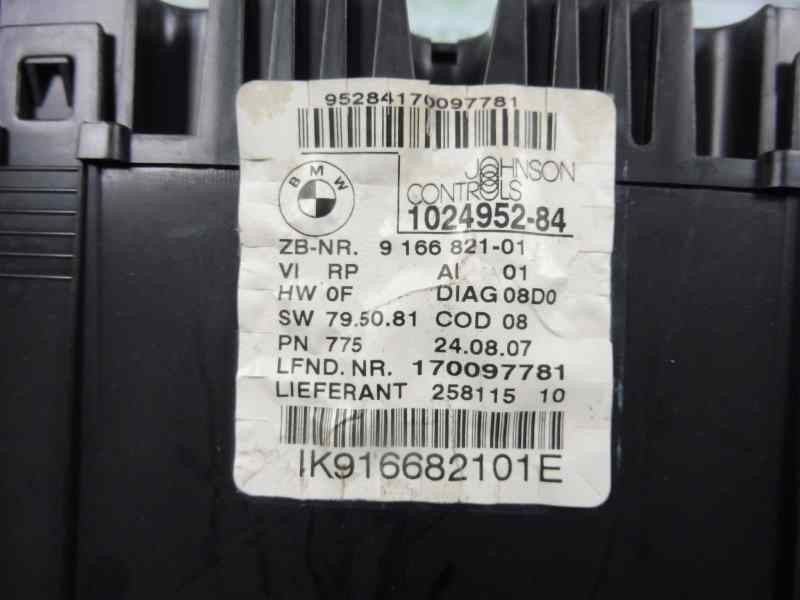 95284170097781
BMW
JOHNSON
CONTROLS
1024952-84
ZB-NR. 9 166 821-01
VI RP AI 01
HW 0F DIAG 08D0
SW 79.50.81 COD 08
PN 775 24.08.07
LFND. NR. 170097781
LIEFERANT 258115 10
IK916682101E